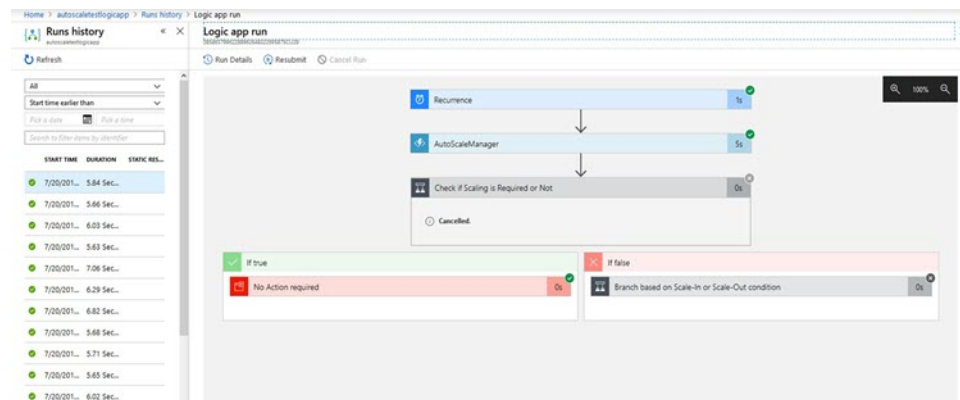 Home > autoscaletestlogicapp > Runs history > Logic app run
Runs history
autoscaletestlogicapp
Logic app run
Refresh
Run Details Resubmit Cancel Run
All
Start time earlier than
Pick a date Pick a time
Search to filter items by identifier
START TIME DURATION STATIC RES...
7/20/201... 5.84 Sec...
7/20/201... 5.66 Sec...
7/20/201... 6.03 Sec...
7/20/201... 5.63 Sec...
7/20/201... 7.06 Sec...
7/20/201... 6.29 Sec...
7/20/201... 6.82 Sec...
7/20/201... 5.68 Sec...
7/20/201... 5.71 Sec...
7/20/201... 5.65 Sec...
7/20/201... 6.02 Sec...
100%
Recurrence 1s
AutoScaleManager 5s
Check if Scaling is Required or Not 0s
Cancelled.
If true
No Action required 0s
If false
Branch based on Scale-In or Scale-Out condition 0s